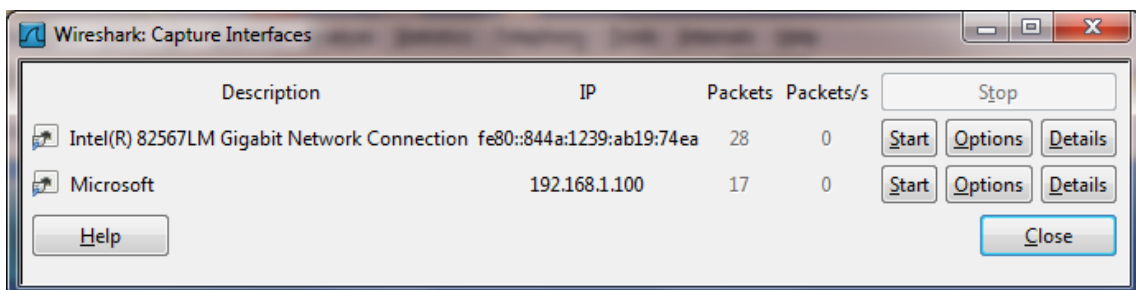 Wireshark: Capture Interfaces
Description IP Packets Packets/s Stop
Intel(R) 82567LM Gigabit Network Connection fe80::844a:1239:ab19:74ea 28 0 Start Options Details
Microsoft 192.168.1.100 17 0 Start Options Details
Help Close